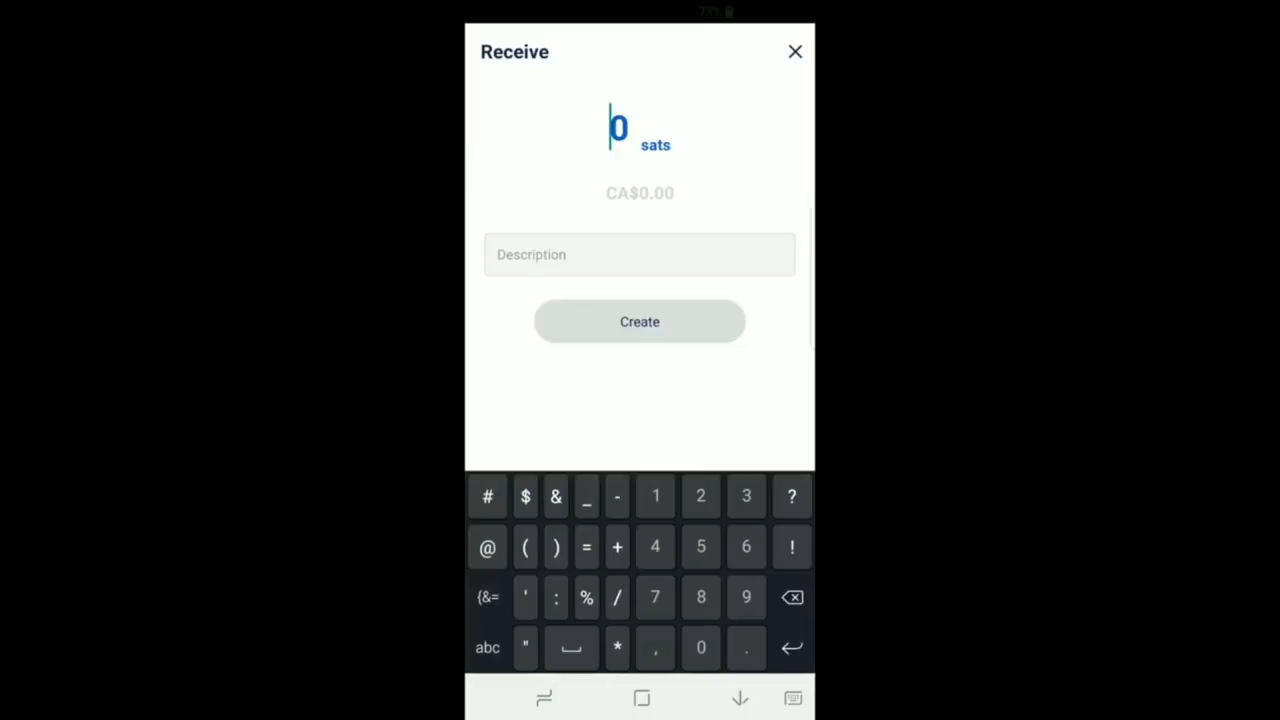 73%
Receive
0 sats
CA$0.00
Description
Create
# $ & _ - 1 2 3 ?
@ ( ) = + 4 5 6 !
{&= ' : % / 7 8 9
abc " * , 0 .